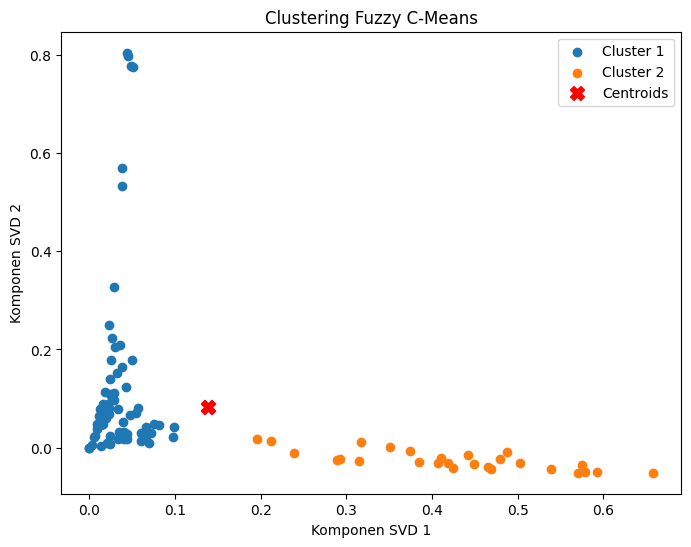 Clustering Fuzzy C-Means
Cluster 1
Cluster 2
Centroids
Komponen SVD 2
0.8
0.6
0.4
0.2
0.0
0.0 0.1 0.2 0.3 0.4 0.5 0.6
Komponen SVD 1